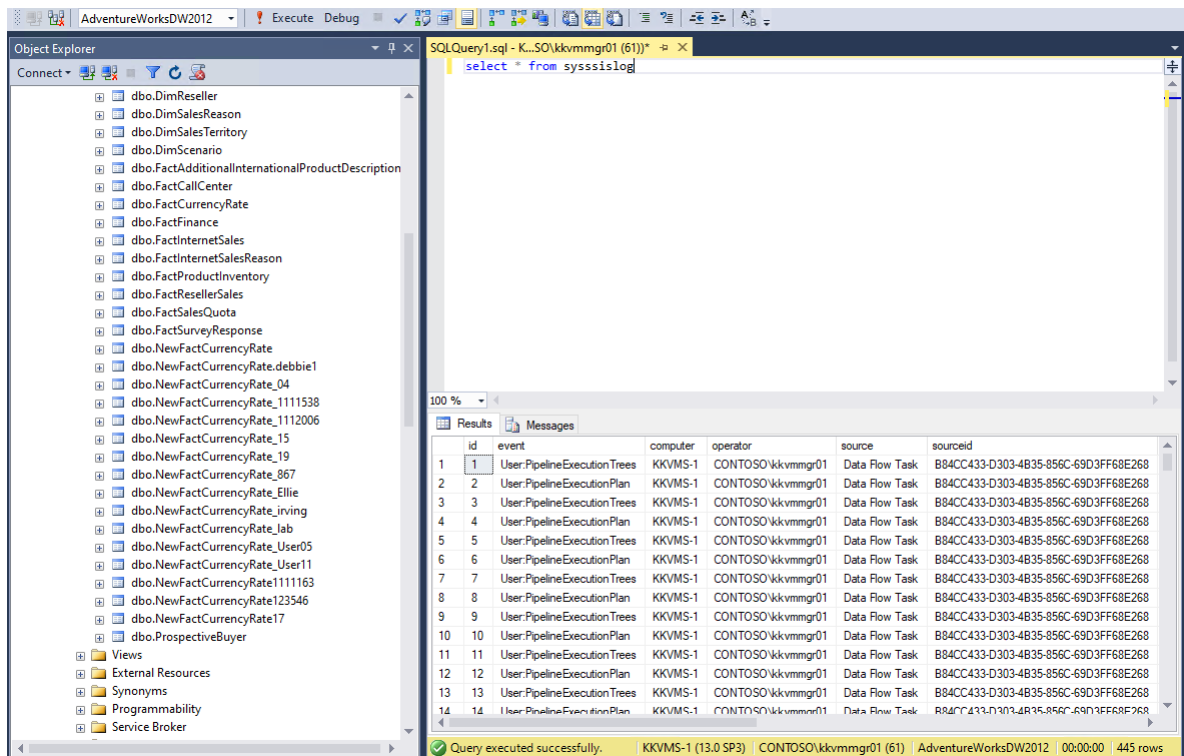 AdventureWorksDW2012 Execute Debug
Object Explorer
Connect
dbo.DimReseller
dbo.DimSalesReason
dbo.DimSalesTerritory
dbo.DimScenario
dbo.FactAdditionalInternationalProductDescription
dbo.FactCallCenter
dbo.FactCurrencyRate
dbo.FactFinance
dbo.FactInternetSales
dbo.FactInternetSalesReason
dbo.FactProductInventory
dbo.FactResellerSales
dbo.FactSalesQuota
dbo.FactSurveyResponse
dbo.NewFactCurrencyRate
dbo.NewFactCurrencyRate.debbie1
dbo.NewFactCurrencyRate_04
dbo.NewFactCurrencyRate_1111538
dbo.NewFactCurrencyRate_1112006
dbo.NewFactCurrencyRate_15
dbo.NewFactCurrencyRate_19
dbo.NewFactCurrencyRate_867
dbo.NewFactCurrencyRate_Ellie
dbo.NewFactCurrencyRate_irving
dbo.NewFactCurrencyRate_lab
dbo.NewFactCurrencyRate_User05
dbo.NewFactCurrencyRate_User11
dbo.NewFactCurrencyRate1111163
dbo.NewFactCurrencyRate123546
dbo.NewFactCurrencyRate17
dbo.ProspectiveBuyer
Views
External Resources
Synonyms
Programmability
Service Broker
SQLQuery1.sql - K...SO\kkvmmgr01 (61))*
select * from sysssislog
100 %
Results Messages
id event computer operator source sourceid
1 1 User:PipelineExecutionTrees KKVMS-1 CONTOSO\kkvmmgr01 Data Flow Task B84CC433-D303-4B35-856C-69D3FF68E268
2 2 User:PipelineExecutionPlan KKVMS-1 CONTOSO\kkvmmgr01 Data Flow Task B84CC433-D303-4B35-856C-69D3FF68E268
3 3 User:PipelineExecutionTrees KKVMS-1 CONTOSO\kkvmmgr01 Data Flow Task B84CC433-D303-4B35-856C-69D3FF68E268
4 4 User:PipelineExecutionPlan KKVMS-1 CONTOSO\kkvmmgr01 Data Flow Task B84CC433-D303-4B35-856C-69D3FF68E268
5 5 User:PipelineExecutionTrees KKVMS-1 CONTOSO\kkvmmgr01 Data Flow Task B84CC433-D303-4B35-856C-69D3FF68E268
6 6 User:PipelineExecutionPlan KKVMS-1 CONTOSO\kkvmmgr01 Data Flow Task B84CC433-D303-4B35-856C-69D3FF68E268
7 7 User:PipelineExecutionTrees KKVMS-1 CONTOSO\kkvmmgr01 Data Flow Task B84CC433-D303-4B35-856C-69D3FF68E268
8 8 User:PipelineExecutionPlan KKVMS-1 CONTOSO\kkvmmgr01 Data Flow Task B84CC433-D303-4B35-856C-69D3FF68E268
9 9 User:PipelineExecutionTrees KKVMS-1 CONTOSO\kkvmmgr01 Data Flow Task B84CC433-D303-4B35-856C-69D3FF68E268
10 10 User:PipelineExecutionPlan KKVMS-1 CONTOSO\kkvmmgr01 Data Flow Task B84CC433-D303-4B35-856C-69D3FF68E268
11 11 User:PipelineExecutionTrees KKVMS-1 CONTOSO\kkvmmgr01 Data Flow Task B84CC433-D303-4B35-856C-69D3FF68E268
12 12 User:PipelineExecutionPlan KKVMS-1 CONTOSO\kkvmmgr01 Data Flow Task B84CC433-D303-4B35-856C-69D3FF68E268
13 13 User:PipelineExecutionTrees KKVMS-1 CONTOSO\kkvmmgr01 Data Flow Task B84CC433-D303-4B35-856C-69D3FF68E268
14 14 User:PipelineExecutionPlan KKVMS-1 CONTOSO\kkvmmgr01 Data Flow Task B84CC433-D303-4B35-856C-69D3FF68E268
Query executed successfully. KKVMS-1 (13.0 SP3) CONTOSO\kkvmmgr01 (61) AdventureWorksDW2012 00:00:00 445 rows